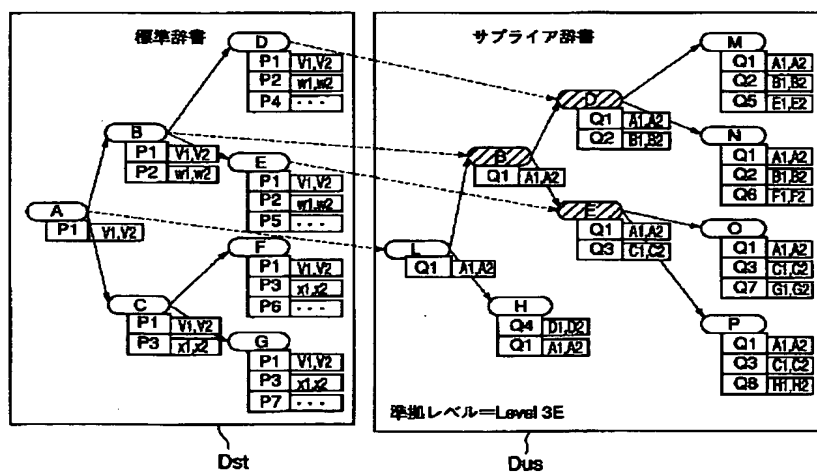 標準辞書
D
P1 V1,V2
P2 w1,w2
P4 ・・・
B
P1 V1,V2
P2 w1,w2
E
P1 V1,V2
P2 w1,w2
P5 ・・・
A
P1 V1,V2
F
P1 V1,V2
P3 x1,x2
P6 ・・・
C
P1 V1,V2
P3 x1,x2
G
P1 V1,V2
P3 x1,x2
P7 ・・・
Dst
サプライア辞書
M
Q1 A1,A2
Q2 B1,B2
Q5 E1,E2
D
Q1 A1,A2
Q2 B1,B2
N
Q1 A1,A2
Q2 B1,B2
Q6 F1,F2
B
Q1 A1,A2
E
Q1 A1,A2
Q3 C1,C2
L
Q1 A1,A2
O
Q1 A1,A2
Q3 C1,C2
Q7 G1,G2
H
Q4 D1,D2
Q1 A1,A2
P
Q1 A1,A2
Q3 C1,C2
Q8 H1,H2
準拠レベル=Level 3E
Dus